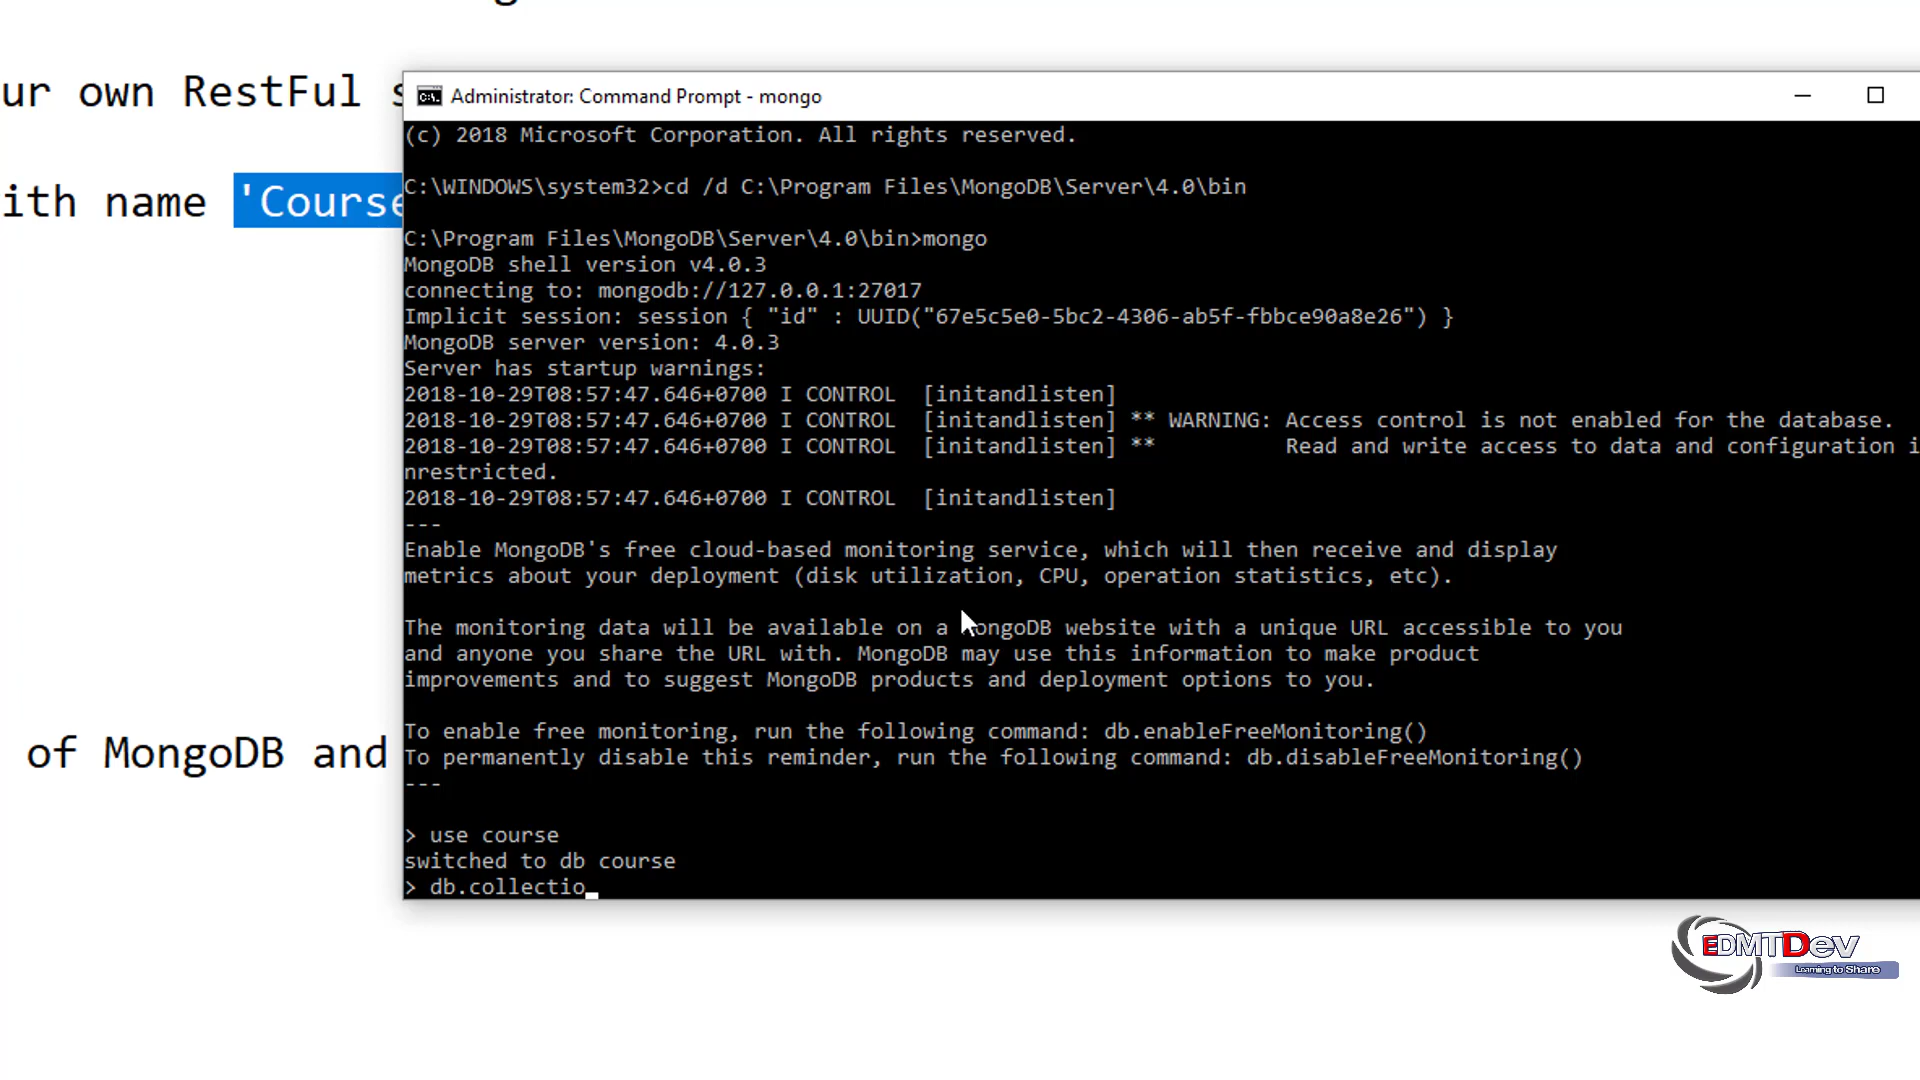 ur own RestFul s
ith name 'Course
of MongoDB and
Administrator: Command Prompt - mongo
(c) 2018 Microsoft Corporation. All rights reserved.
C:\WINDOWS\system32>cd /d C:\Program Files\MongoDB\Server\4.0\bin
C:\Program Files\MongoDB\Server\4.0\bin>mongo
MongoDB shell version v4.0.3
connecting to: mongodb://127.0.0.1:27017
Implicit session: session { "id" : UUID("67e5c5e0-5bc2-4306-ab5f-fbbce90a8e26") }
MongoDB server version: 4.0.3
Server has startup warnings:
2018-10-29T08:57:47.646+0700 I CONTROL  [initandlisten]
2018-10-29T08:57:47.646+0700 I CONTROL  [initandlisten] ** WARNING: Access control is not enabled for the database.
2018-10-29T08:57:47.646+0700 I CONTROL  [initandlisten] **          Read and write access to data and configuration i
nrestricted.
2018-10-29T08:57:47.646+0700 I CONTROL  [initandlisten]
---
Enable MongoDB's free cloud-based monitoring service, which will then receive and display
metrics about your deployment (disk utilization, CPU, operation statistics, etc).
The monitoring data will be available on a MongoDB website with a unique URL accessible to you
and anyone you share the URL with. MongoDB may use this information to make product
improvements and to suggest MongoDB products and deployment options to you.
To enable free monitoring, run the following command: db.enableFreeMonitoring()
To permanently disable this reminder, run the following command: db.disableFreeMonitoring()
---
> use course
switched to db course
> db.collectio
EDMTDev
Learning to Share